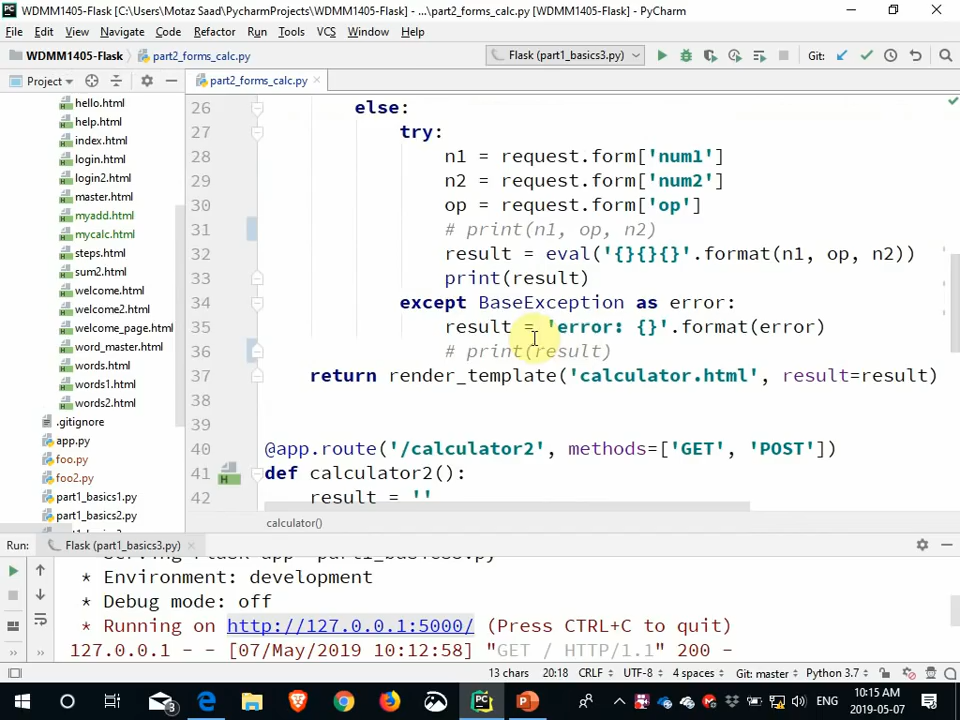 WDMM1405-Flask [C:\Users\Motaz Saad\PycharmProjects\WDMM1405-Flask] - ...\part2_forms_calc.py [WDMM1405-Flask] - PyCharm
File Edit View Navigate Code Refactor Run Tools VCS Window Help
WDMM1405-Flask part2_forms_calc.py Flask (part1_basics3.py) Git:
Project part2_forms_calc.py
hello.html
help.html
index.html
login.html
login2.html
master.html
myadd.html
mycalc.html
steps.html
sum2.html
welcome.html
welcome2.html
welcome_page.html
word_master.html
words.html
words1.html
words2.html
.gitignore
app.py
foo.py
foo2.py
part1_basics1.py
part1_basics2.py
26 else:
27 try:
28 n1 = request.form['num1']
29 n2 = request.form['num2']
30 op = request.form['op']
31 # print(n1, op, n2)
32 result = eval('{}{}{}'.format(n1, op, n2))
33 print(result)
34 except BaseException as error:
35 result = 'error: {}'.format(error)
36 # print(result)
37 return render_template('calculator.html', result=result)
38
39
40 @app.route('/calculator2', methods=['GET', 'POST'])
41 def calculator2():
42 result = ''
calculator()
Run: Flask (part1_basics3.py)
* Environment: development
* Debug mode: off
* Running on http://127.0.0.1:5000/ (Press CTRL+C to quit)
127.0.0.1 - - [07/May/2019 10:12:58] "GET / HTTP/1.1" 200 -
13 chars 20:18 CRLF UTF-8 4 spaces Git: master Python 3.7
3 ENG 10:15 AM
2019-05-07